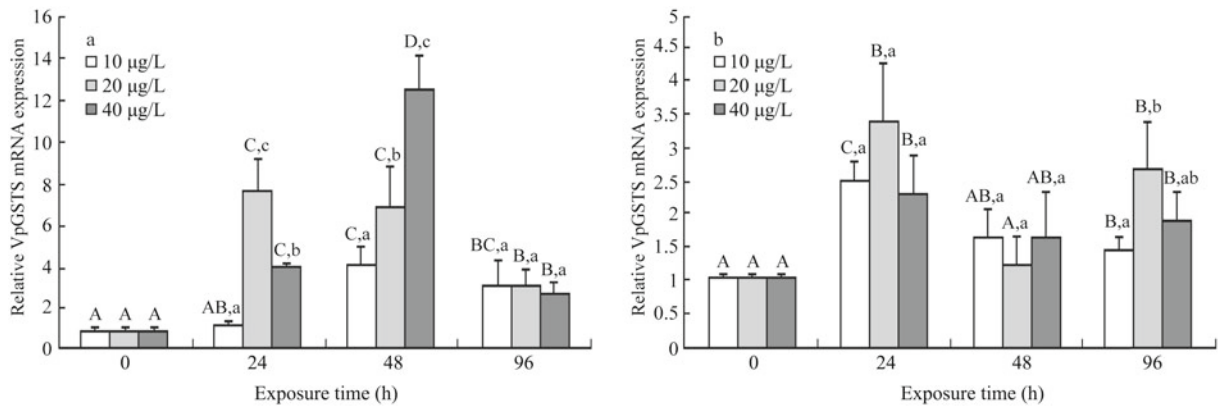 Relative VpGSTS mRNA expression
16
14
12
10
8
6
4
2
0
a
10 μg/L
20 μg/L
40 μg/L
A A A
AB,a
C,c
C,b
C,a
C,b
D,c
BC,a
B,a
B,a
0 24 48 96
Exposure time (h)
Relative VpGSTS mRNA expression
5
4.5
4
3.5
3
2.5
2
1.5
1
0.5
0
b
10 μg/L
20 μg/L
40 μg/L
A A A
C,a
B,a
B,a
AB,a
A,a
AB,a
B,a
B,b
B,ab
0 24 48 96
Exposure time (h)